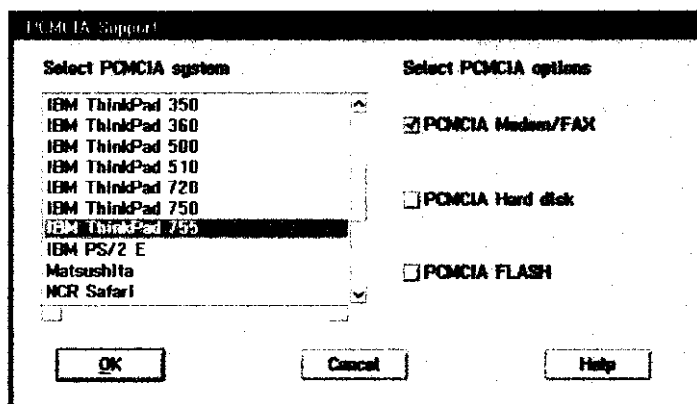 PCMCIA Support
Select PCMCIA system
IBM ThinkPad 350
IBM ThinkPad 360
IBM ThinkPad 500
IBM ThinkPad 510
IBM ThinkPad 720
IBM ThinkPad 750
IBM ThinkPad 755
IBM PS/2 E
Matsushita
NCR Safari
Select PCMCIA options
PCMCIA Modem/FAX
PCMCIA Hard disk
PCMCIA FLASH
OK
Cancel
Help